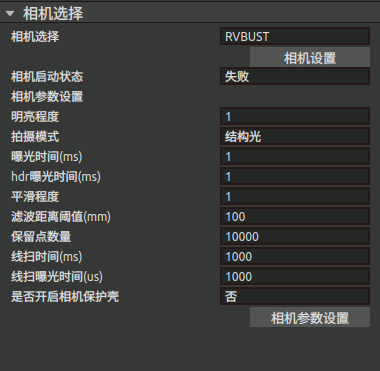 相机选择
相机选择 RVBUST
相机设置
相机启动状态 失败
相机参数设置
明亮程度 1
拍摄模式 结构光
曝光时间(ms) 1
hdr曝光时间(ms) 1
平滑程度 1
滤波距离阈值(mm) 100
保留点数量 10000
线扫时间(ms) 1000
线扫曝光时间(us) 1000
是否开启相机保护壳 否
相机参数设置